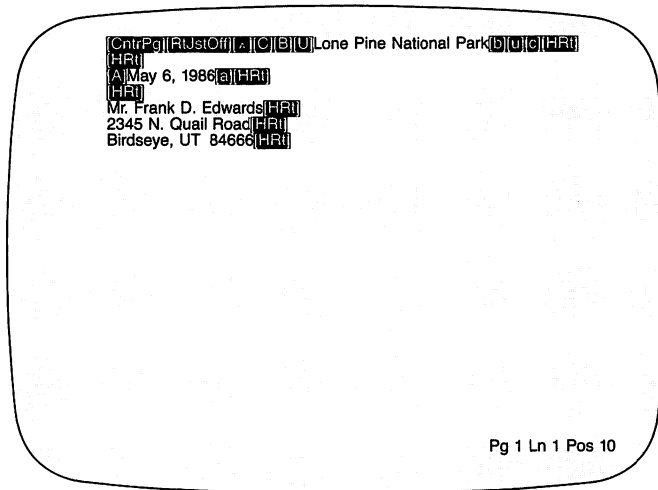 [CntrPg][RtJstOff][^][C][B][U]Lone Pine National Park[b][u][c][HRt]
[HRt]
[A]May 6, 1986[a][HRt]
[HRt]
Mr. Frank D. Edwards[HRt]
2345 N. Quail Road[HRt]
Birdseye, UT 84666[HRt]
Pg 1 Ln 1 Pos 10